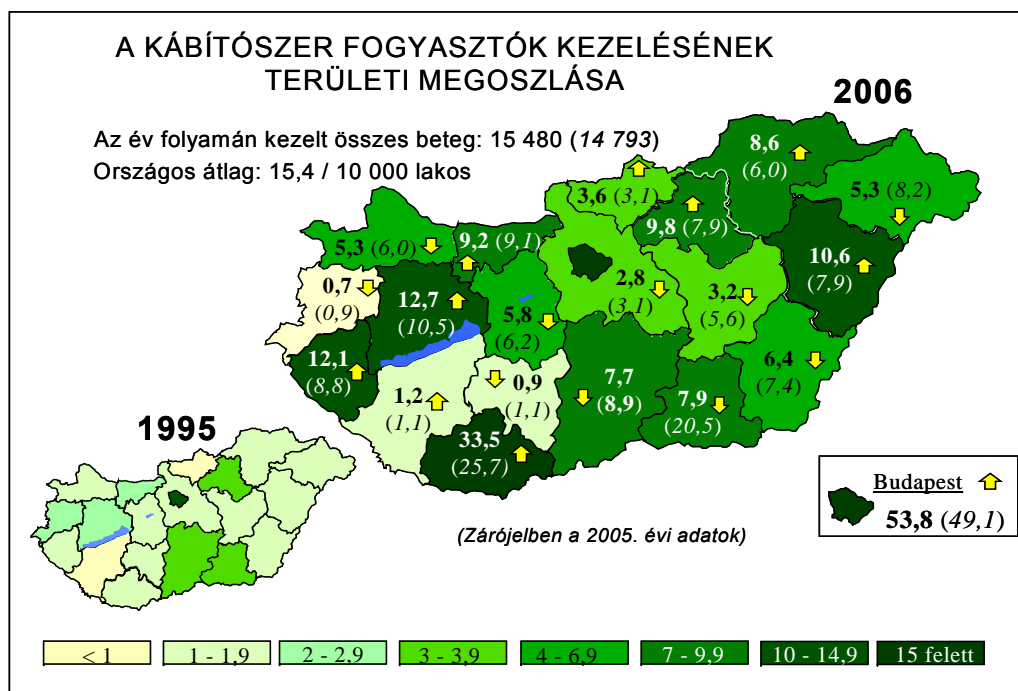 A KÁBÍTÓSZER FOGYASZTÓK KEZELÉSÉNEK
TERÜLETI MEGOSZLÁSA
2006
Az év folyamán kezelt összes beteg: 15 480 (14 793)
Országos átlag: 15,4 / 10 000 lakos
8,6
(6,0)
3,6 (3,1)
5,3 (8,2)
9,8 (7,9)
5,3 (6,0)
9,2 (9,1)
10,6
(7,9)
0,7
(0,9)
12,7
(10,5)
5,8
(6,2)
2,8
(3,1)
3,2
(5,6)
12,1
(8,8)
6,4
(7,4)
1,2
(1,1)
0,9
(1,1)
7,7
(8,9)
7,9
(20,5)
33,5
(25,7)
1995
Budapest
53,8 (49,1)
(Zárójelben a 2005. évi adatok)
< 1
1 - 1,9
2 - 2,9
3 - 3,9
4 - 6,9
7 - 9,9
10 - 14,9
15 felett